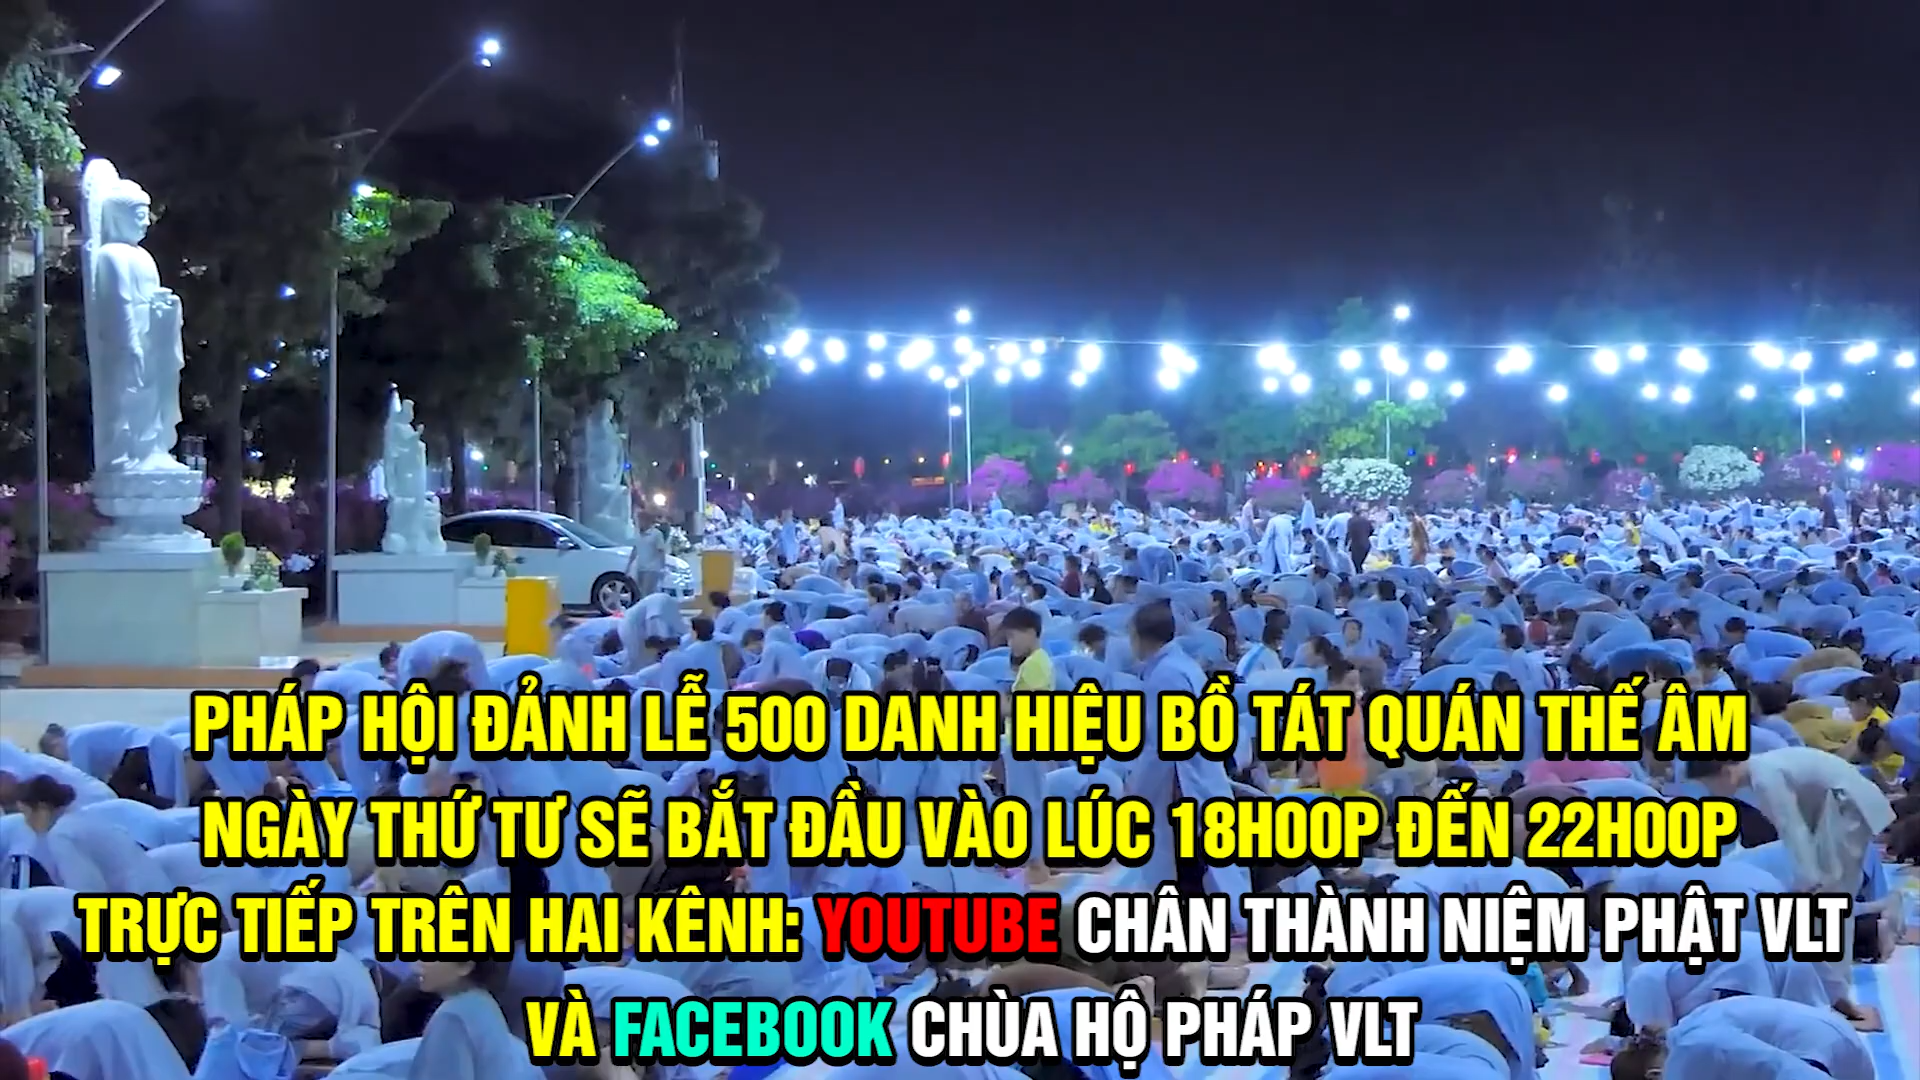 PHÁP HỘI ĐẢNH LỄ 500 DANH HIỆU BỒ TÁT QUÁN THẾ ÂM
NGÀY THỨ TƯ SẼ BẮT ĐẦU VÀO LÚC 18H00P ĐẾN 22H00P
TRỰC TIẾP TRÊN HAI KÊNH: YOUTUBE CHÂN THÀNH NIỆM PHẬT VLT
VÀ FACEBOOK CHÙA HỘ PHÁP VLT